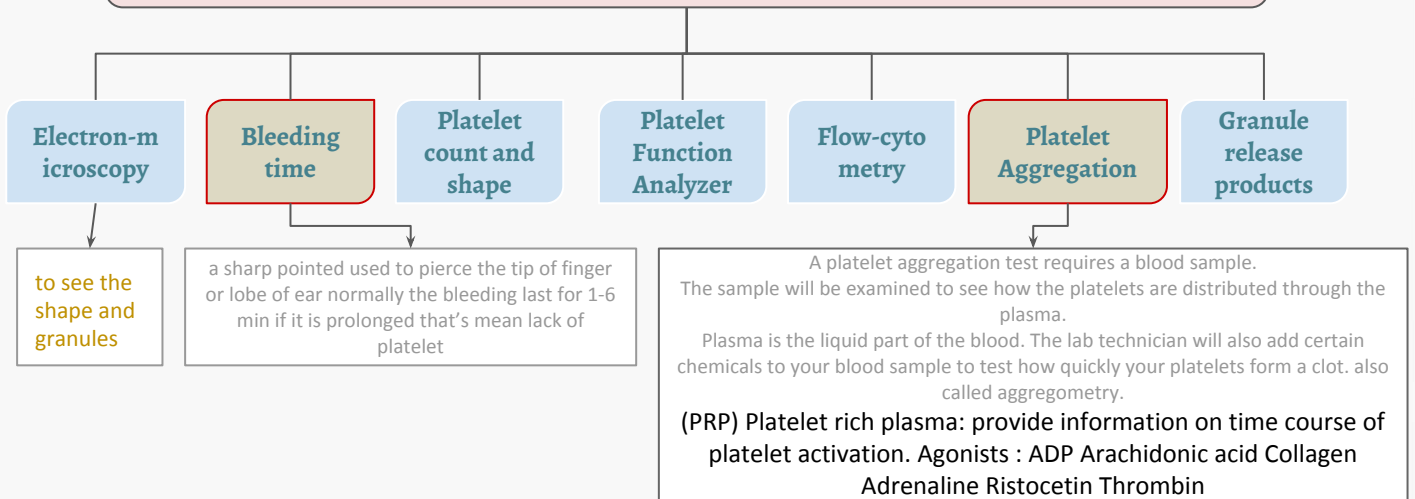 Electron-m
icroscopy
Bleeding
time
Platelet
count and
shape
Platelet
Function
Analyzer
Flow-cyto
metry
Platelet
Aggregation
Granule
release
products
to see the
shape and
granules
a sharp pointed used to pierce the tip of finger
or lobe of ear normally the bleeding last for 1-6
min if it is prolonged that’s mean lack of
platelet
A platelet aggregation test requires a blood sample.
The sample will be examined to see how the platelets are distributed through the
plasma.
Plasma is the liquid part of the blood. The lab technician will also add certain
chemicals to your blood sample to test how quickly your platelets form a clot. also
called aggregometry.
(PRP) Platelet rich plasma: provide information on time course of
platelet activation. Agonists : ADP Arachidonic acid Collagen
Adrenaline Ristocetin Thrombin